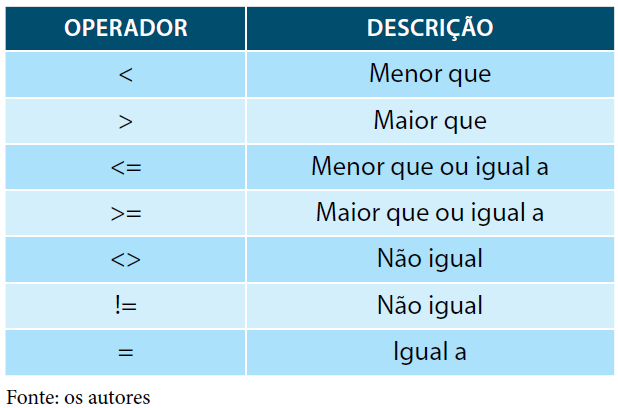 OPERADOR DESCRIÇÃO
< Menor que
> Maior que
<= Menor que ou igual a
>= Maior que ou igual a
<> Não igual
!= Não igual
= Igual a
Fonte: os autores